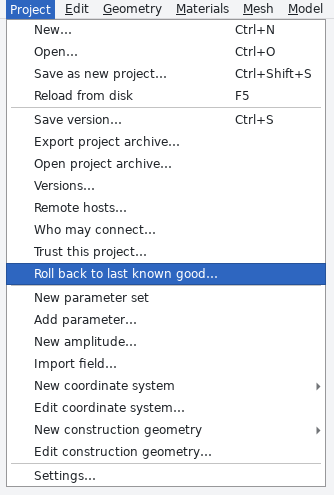 Project Edit Geometry Materials Mesh Model
New... Ctrl+N
Open... Ctrl+O
Save as new project... Ctrl+Shift+S
Reload from disk F5
Save version... Ctrl+S
Export project archive...
Open project archive...
Versions...
Remote hosts...
Who may connect...
Trust this project...
Roll back to last known good...
New parameter set
Add parameter...
New amplitude...
Import field...
New coordinate system
Edit coordinate system...
New construction geometry
Edit construction geometry...
Settings...